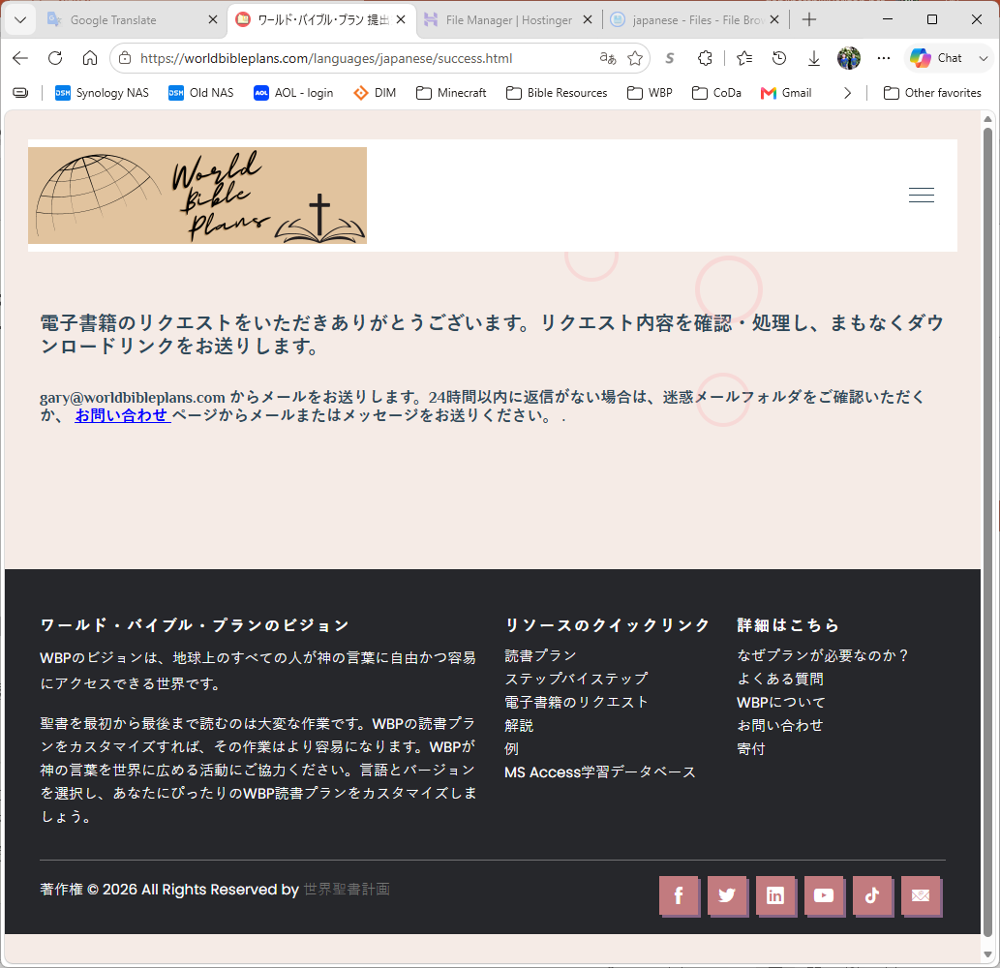 Google Translate
ワールド・バイブル・プラン 提出
File Manager | Hostinger
japanese - Files - File Brow
https://worldbibleplans.com/languages/japanese/success.html
Chat
Synology NAS
Old NAS
AOL - login
DIM
Minecraft
Bible Resources
WBP
CoDa
Gmail
Other favorites
World
Bible
Plans
電子書籍のリクエストをいただきありがとうございます。リクエスト内容を確認・処理し、まもなくダウ
ンロードリンクをお送りします。
gary@worldbibleplans.com からメールをお送りします。24時間以内に返信がない場合は、迷惑メールフォルダをご確認いただく
か、 お問い合わせ ページからメールまたはメッセージをお送りください。 .
ワールド・バイブル・プランのビジョン
WBPのビジョンは、地球上のすべての人が神の言葉に自由かつ容易
にアクセスできる世界です。
聖書を最初から最後まで読むのは大変な作業です。WBPの読書プラ
ンをカスタマイズすれば、その作業はより容易になります。WBPが
神の言葉を世界に広める活動にご協力ください。言語とバージョン
を選択し、あなたにぴったりのWBP読書プランをカスタマイズしま
しょう。
リソースのクイックリンク
読書プラン
ステップバイステップ
電子書籍のリクエスト
解説
例
MS Access学習データベース
詳細はこちら
なぜプランが必要なのか？
よくある質問
WBPについて
お問い合わせ
寄付
著作権 © 2026 All Rights Reserved by 世界聖書計画